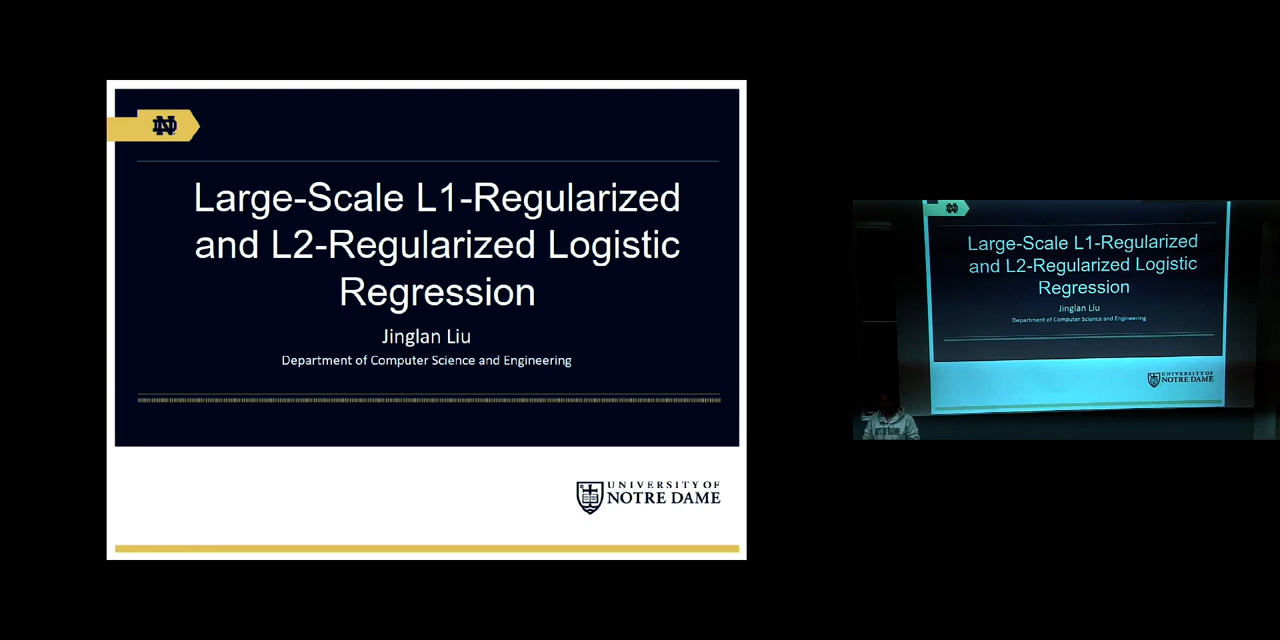 Large-Scale L1-Regularized
and L2-Regularized Logistic
Regression
Jinglan Liu
Department of Computer Science and Engineering
UNIVERSITY OF
NOTRE DAME
Large-Scale L1-Regularized
and L2-Regularized Logistic
Regression
Jinglan Liu
Department of Computer Science and Engineering
UNIVERSITY OF
NOTRE DAME
NOTRE DAME